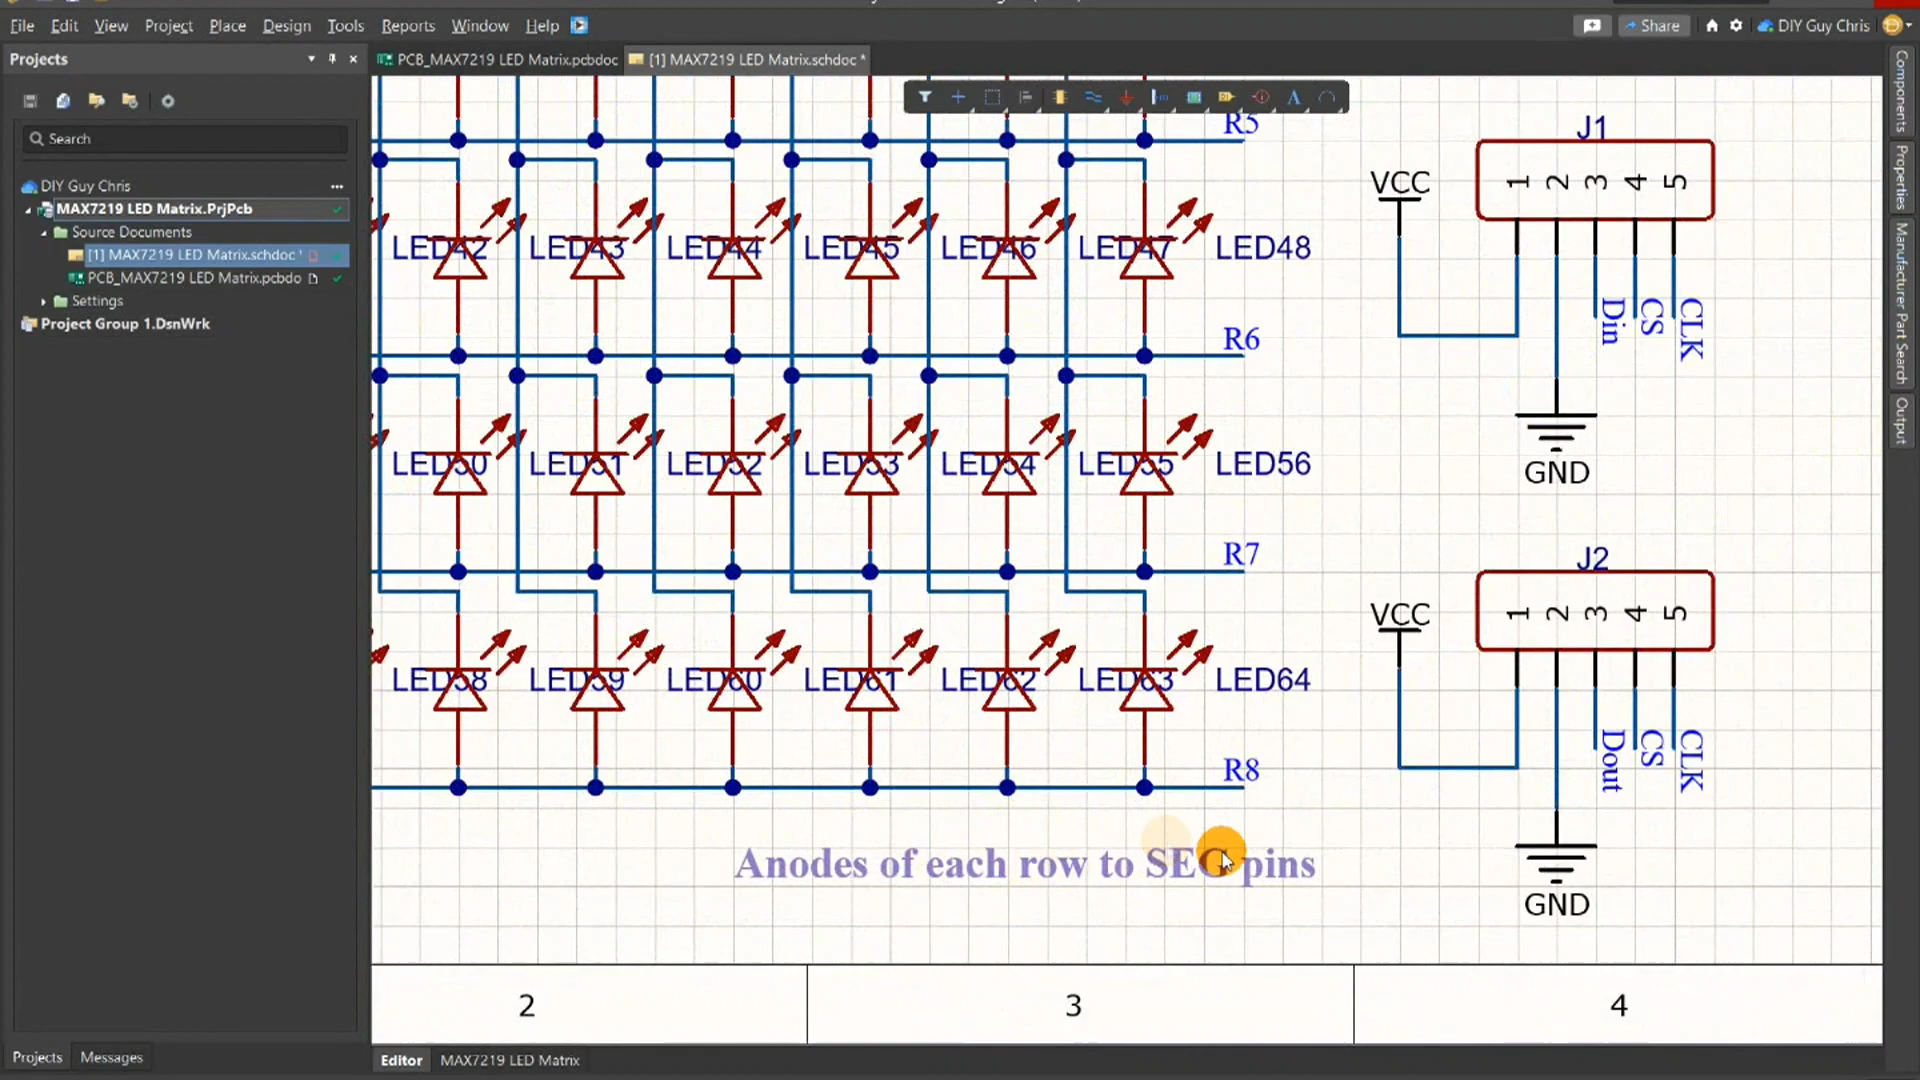 File Edit View Project Place Design Tools Reports Window Help
Share DIY Guy Chris
Projects
PCB_MAX7219 LED Matrix.pcbdoc
[1] MAX7219 LED Matrix.schdoc *
Search
DIY Guy Chris
MAX7219 LED Matrix.PrjPcb
Source Documents
[1] MAX7219 LED Matrix.schdoc *
PCB_MAX7219 LED Matrix.pcbdo
Settings
Project Group 1.DsnWrk
R5
LED42 LED43 LED44 LED45 LED46 LED47 LED48
R6
LED50 LED51 LED52 LED53 LED54 LED55 LED56
R7
LED58 LED59 LED60 LED61 LED62 LED63 LED64
R8
Anodes of each row to SEG pins
J1
VCC
1 2 3 4 5
Din CS CLK
GND
J2
VCC
1 2 3 4 5
Dout CS CLK
GND
2 3 4
Components
Properties
Manufacturer Part Search
Output
Projects Messages
Editor MAX7219 LED Matrix